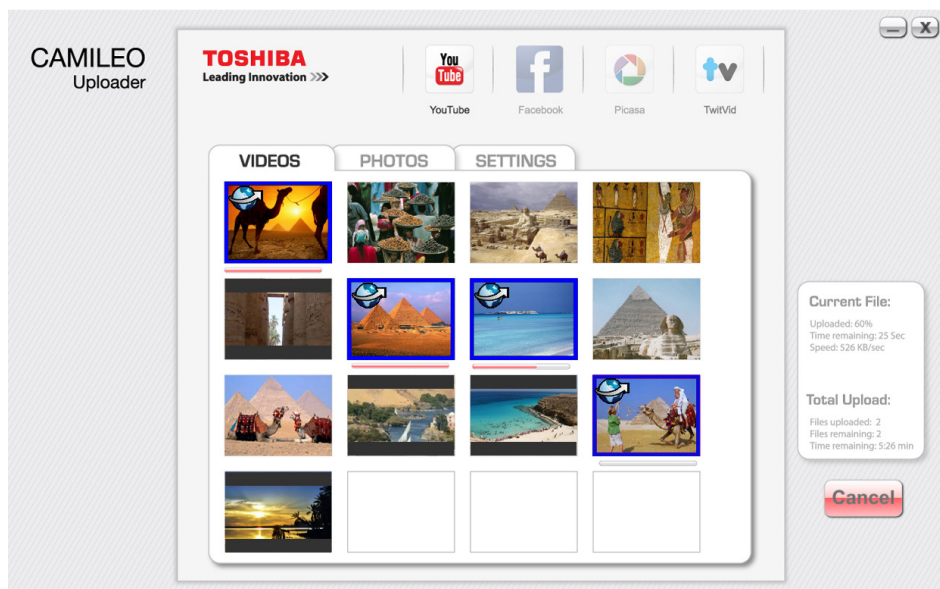 CAMILEO
Uploader
TOSHIBA
Leading Innovation >>>
You
Tube
f
tv
YouTube
Facebook
Picasa
TwitVid
VIDEOS
PHOTOS
SETTINGS
Current File:
Uploaded: 60%
Time remaining: 25 Sec
Speed: 526 KB/sec
Total Upload:
Files uploaded: 2
Files remaining: 2
Time remaining: 5:26 min
Cancel